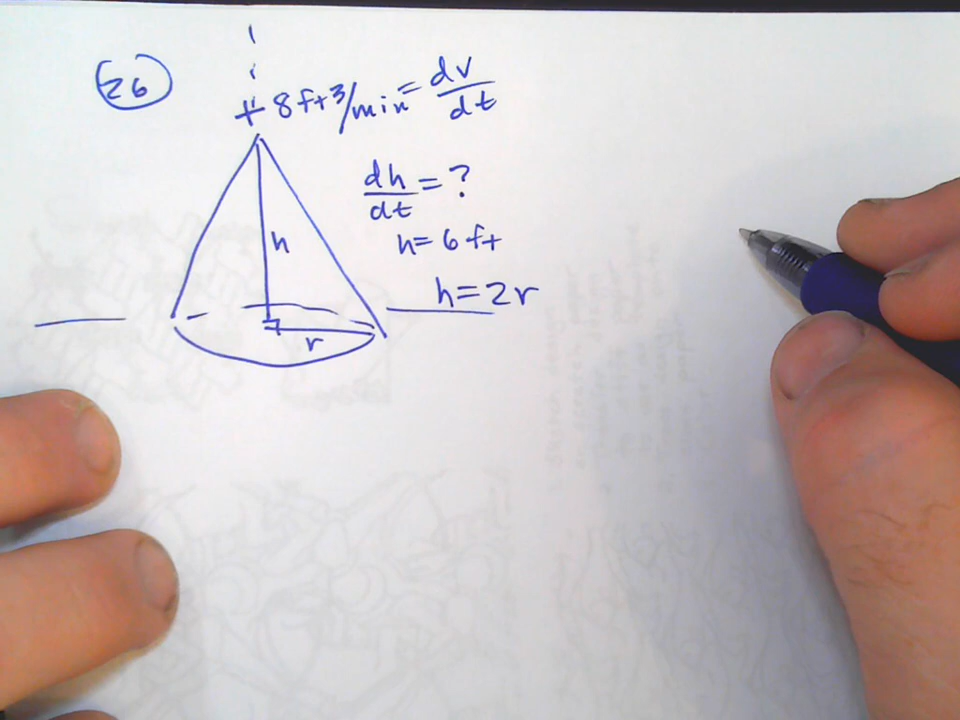 26
+ 8 ft³/min = dv/dt
dh/dt = ?
h = 6 ft
h = 2r
h
r